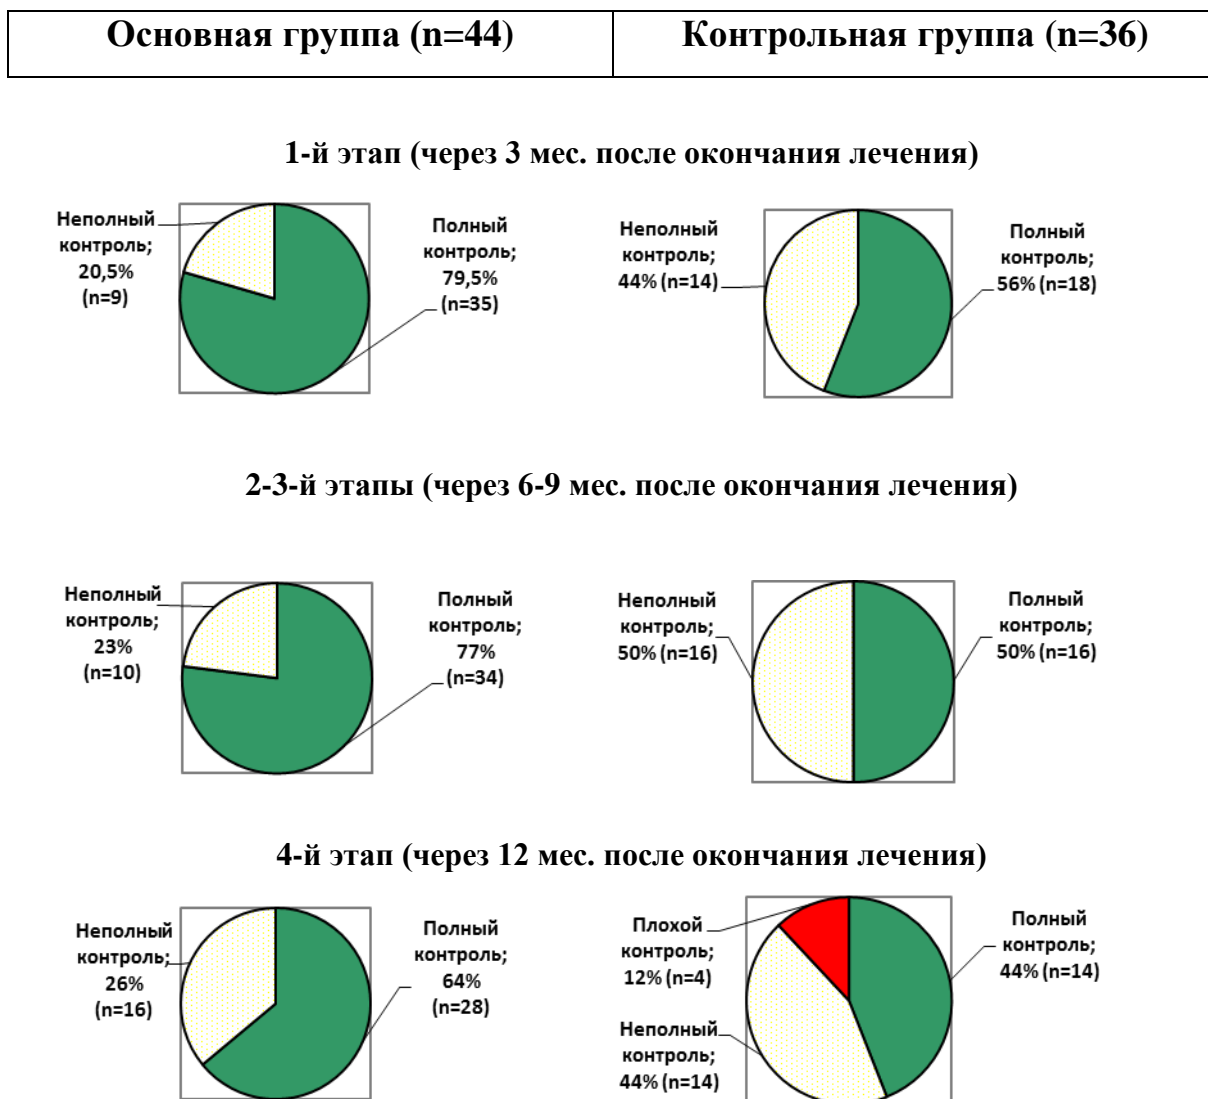 Основная группа (n=44)
Контрольная группа (n=36)
1-й этап (через 3 мес. после окончания лечения)
Неполный
контроль;
20,5%
(n=9)
Полный
контроль;
79,5%
(n=35)
Неполный
контроль;
44% (n=14)
Полный
контроль;
56% (n=18)
2-3-й этапы (через 6-9 мес. после окончания лечения)
Неполный
контроль;
23%
(n=10)
Полный
контроль;
77%
(n=34)
Неполный
контроль;
50% (n=16)
Полный
контроль;
50% (n=16)
4-й этап (через 12 мес. после окончания лечения)
Неполный
контроль;
26%
(n=16)
Полный
контроль;
64%
(n=28)
Плохой
контроль;
12% (n=4)
Неполный
контроль;
44% (n=14)
Полный
контроль;
44% (n=14)